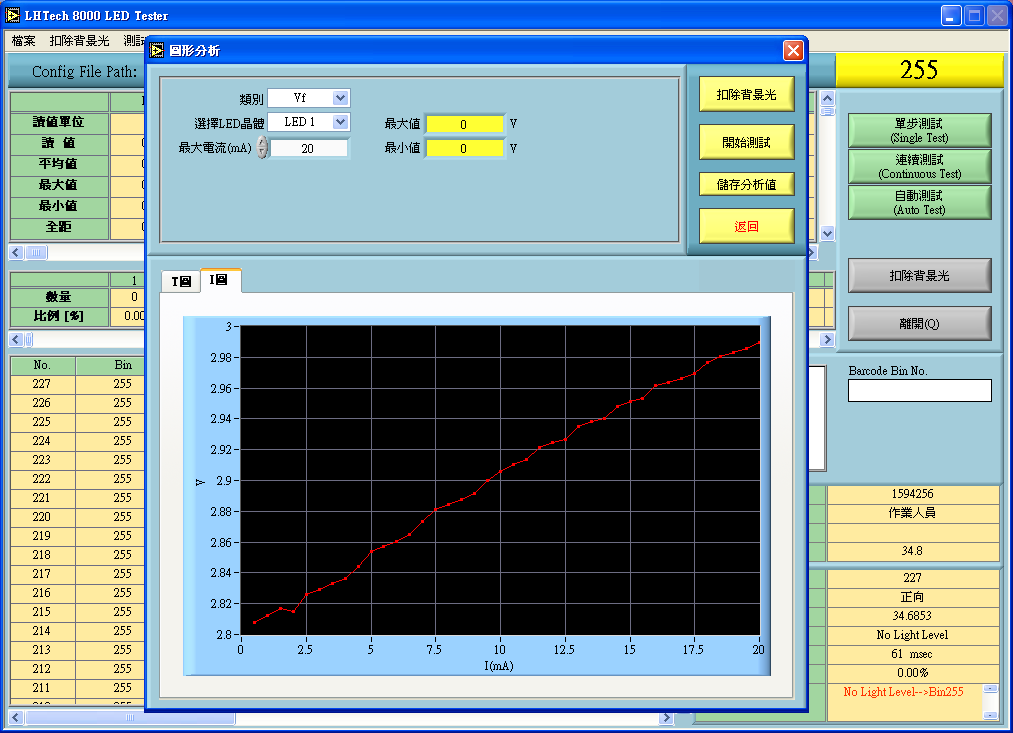 LHTech 8000 LED Tester
檔案 扣除背景光 測試
Config File Path:
255
圖形分析
類別 Vf
選擇LED晶體 LED 1
最大電流(mA) 20
最大值 0 V
最小值 0 V
扣除背景光
開始測試
儲存分析值
返回
讀值單位
讀 值
平均值
最大值
最小值
全距
1
數量 0
比例 [%] 0.00
單步測試
(Single Test)
連續測試
(Continuous Test)
自動測試
(Auto Test)
扣除背景光
離開(Q)
Barcode Bin No.
T圖 I圖
3
2.98
2.96
2.94
2.92
2.9
2.88
2.86
2.84
2.82
2.8
V
0 2.5 5 7.5 10 12.5 15 17.5 20
I(mA)
No. Bin
227 255
226 255
225 255
224 255
223 255
222 255
221 255
220 255
219 255
218 255
217 255
216 255
215 255
214 255
213 255
212 255
211 255
1594256
作業人員
34.8
227
正向
34.6853
No Light Level
61 msec
0.00%
No Light Level-->Bin255